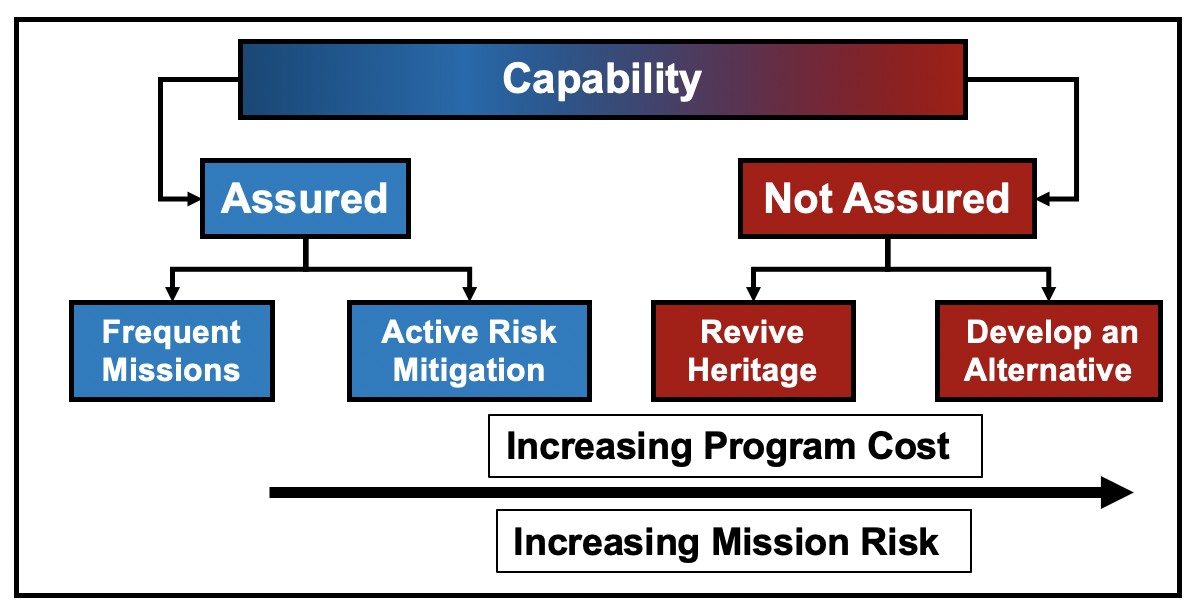 Capability
Assured
Not Assured
Frequent
Missions
Active Risk
Mitigation
Revive
Heritage
Develop an
Alternative
Increasing Program Cost
Increasing Mission Risk